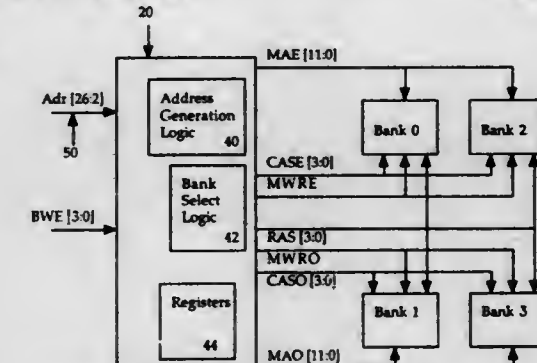 20
MAE [11:0]
Adr [26:2]
50
Address
Generation
Logic
40
Bank 0
Bank 2
CASE [3:0]
MWRE
Bank
Select
Logic
42
BWE [3:0]
RAS [3:0]
MWRO
CASO [3:0]
Registers
44
Bank 1
Bank 3
MAO [11:0]